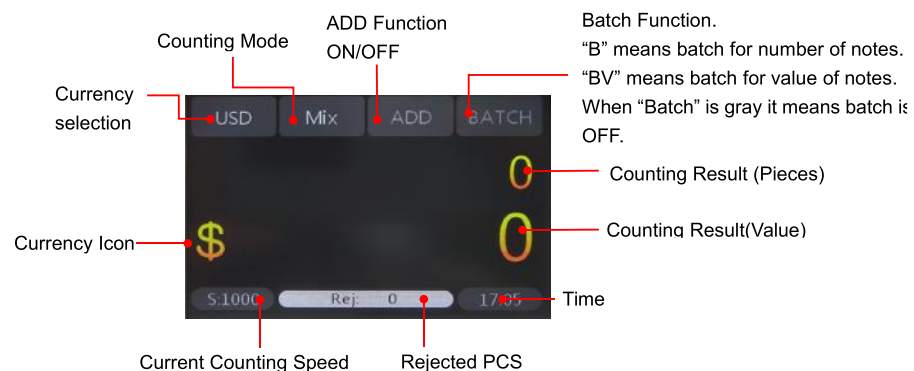 Batch Function.
ADD Function
ON/OFF
"B" means batch for number of notes.
Counting Mode
"BV" means batch for value of notes.
Currency
selection
When "Batch" is gray it means batch is
OFF.
USD
Mix
ADD
BATCH
0
Counting Result (Pieces)
Currency Icon
$
0
Counting Result(Value)
S:1000
Rej: 0
17:05
Time
Current Counting Speed
Rejected PCS